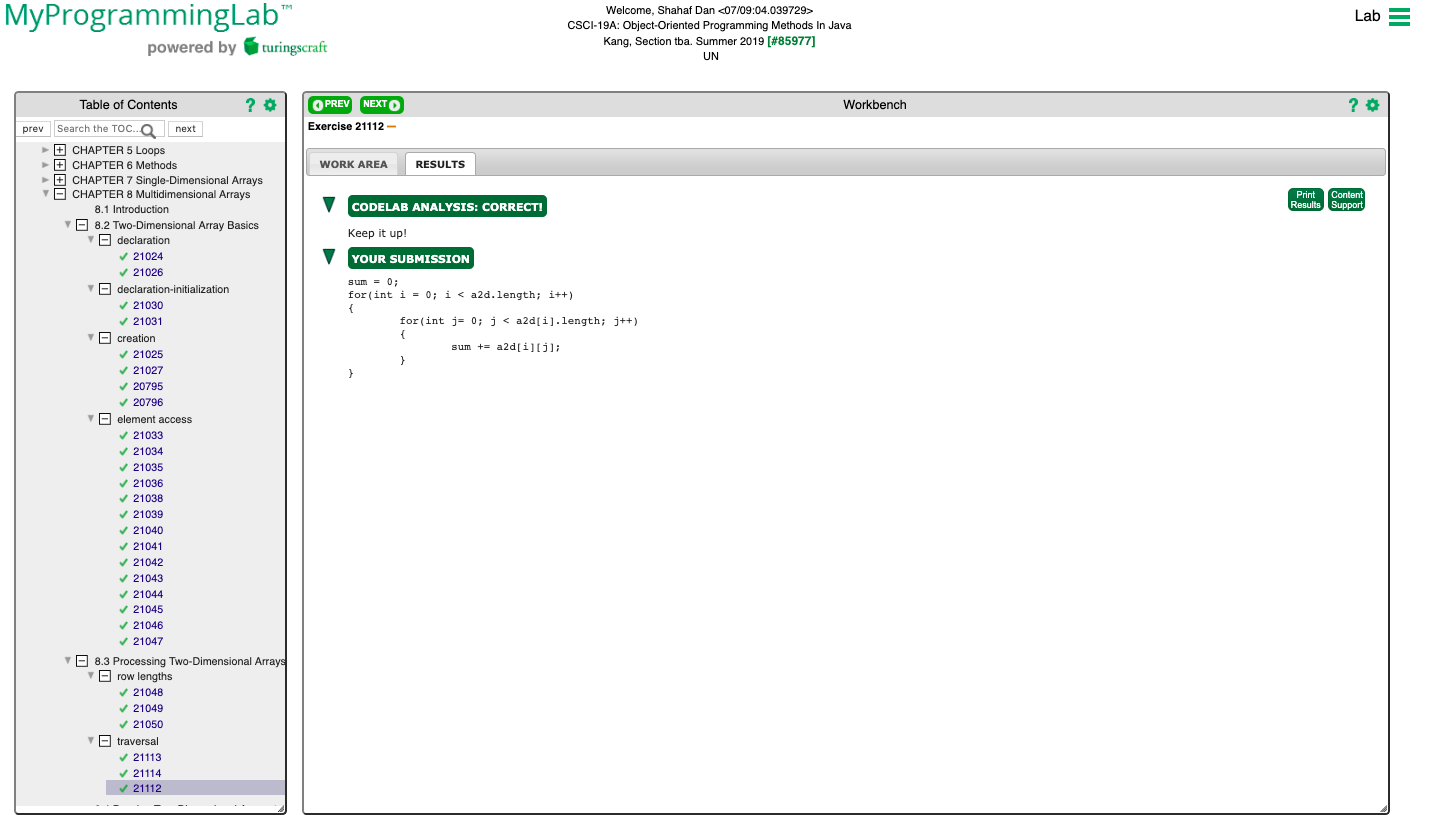 MyProgrammingLab™
powered by turingscraft
Welcome, Shahaf Dan <07/09:04.039729>
CSCI-19A: Object-Oriented Programming Methods In Java
Kang, Section tba. Summer 2019 [#85977]
UN
Lab
Table of Contents ?
prev Search the TOC... next
CHAPTER 5 Loops
CHAPTER 6 Methods
CHAPTER 7 Single-Dimensional Arrays
CHAPTER 8 Multidimensional Arrays
8.1 Introduction
8.2 Two-Dimensional Array Basics
declaration
21024
21026
declaration-initialization
21030
21031
creation
21025
21027
20795
20796
element access
21033
21034
21035
21036
21038
21039
21040
21041
21042
21043
21044
21045
21046
21047
8.3 Processing Two-Dimensional Arrays
row lengths
21048
21049
21050
traversal
21113
21114
21112
PREV NEXT Workbench ?
Exercise 21112 —
WORK AREA RESULTS
CODELAB ANALYSIS: CORRECT!
Print Results Content Support
Keep it up!
YOUR SUBMISSION
sum = 0;
for(int i = 0; i < a2d.length; i++)
{
for(int j= 0; j < a2d[i].length; j++)
{
sum += a2d[i][j];
}
}